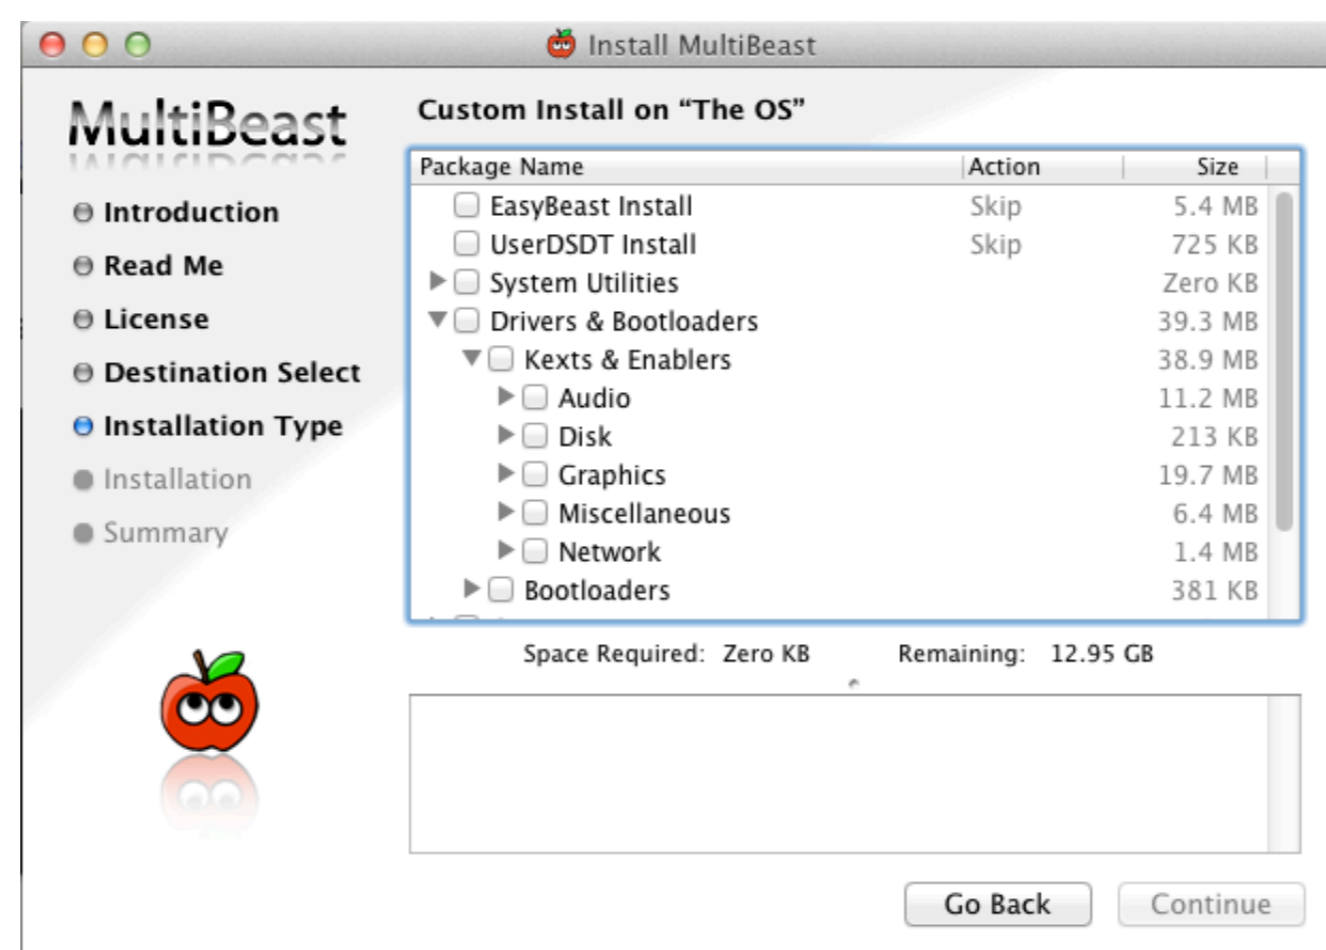 Install MultiBeast
MultiBeast
Introduction
Read Me
License
Destination Select
Installation Type
Installation
Summary
Custom Install on “The OS”
Package Name Action Size
EasyBeast Install Skip 5.4 MB
UserDSDT Install Skip 725 KB
System Utilities Zero KB
Drivers & Bootloaders 39.3 MB
Kexts & Enablers 38.9 MB
Audio 11.2 MB
Disk 213 KB
Graphics 19.7 MB
Miscellaneous 6.4 MB
Network 1.4 MB
Bootloaders 381 KB
Space Required: Zero KB Remaining: 12.95 GB
Go Back Continue